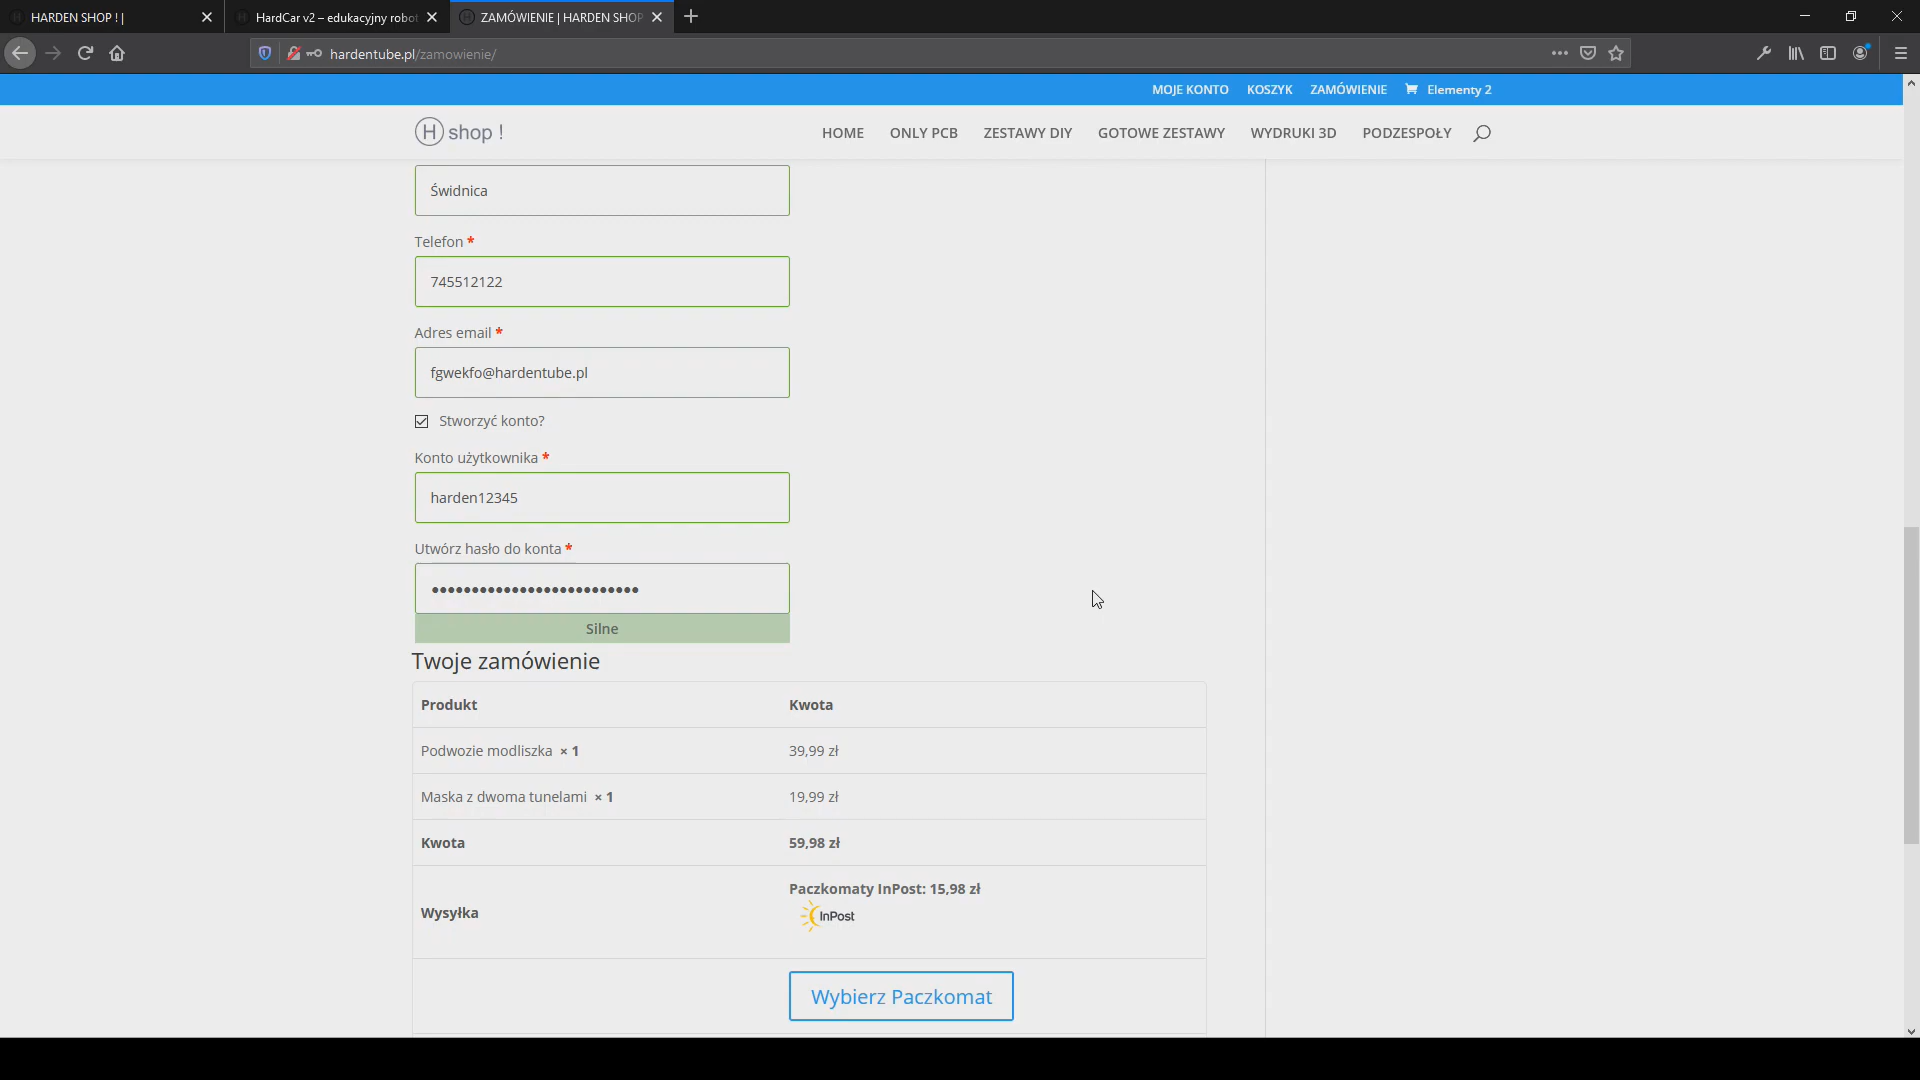 HARDEN SHOP ! |
HardCar v2 – edukacyjny robot
ZAMÓWIENIE | HARDEN SHOP
hardentube.pl/zamowienie/
MOJE KONTO KOSZYK ZAMÓWIENIE Elementy 2
H shop !
HOME ONLY PCB ZESTAWY DIY GOTOWE ZESTAWY WYDRUKI 3D PODZESPOŁY
Świdnica
Telefon *
745512122
Adres email *
fgwekfo@hardentube.pl
Stworzyć konto?
Konto użytkownika *
harden12345
Utwórz hasło do konta *
••••••••••••••••••••••••••
Silne
Twoje zamówienie
Produkt Kwota
Podwozie modliszka × 1 39,99 zł
Maska z dwoma tunelami × 1 19,99 zł
Kwota 59,98 zł
Wysyłka Paczkomaty InPost: 15,98 zł
InPost
Wybierz Paczkomat